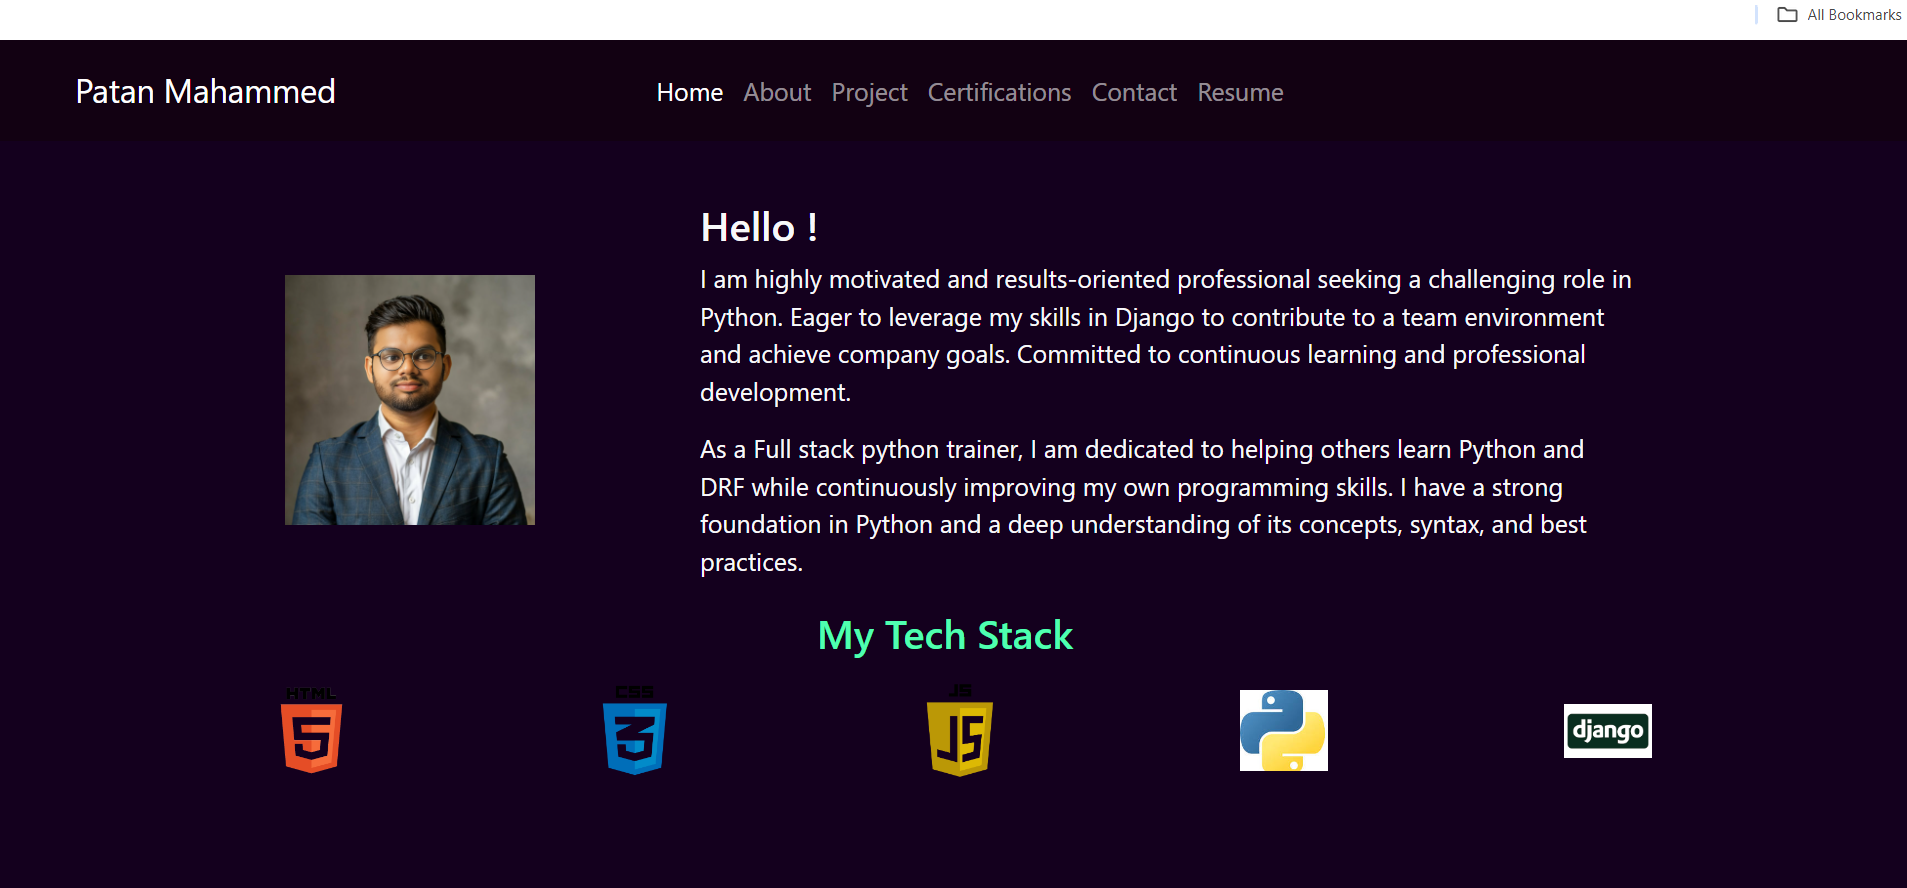 All Bookmarks
Patan Mahammed
Home About Project Certifications Contact Resume
Hello !
I am highly motivated and results-oriented professional seeking a challenging role in
Python. Eager to leverage my skills in Django to contribute to a team environment
and achieve company goals. Committed to continuous learning and professional
development.
As a Full stack python trainer, I am dedicated to helping others learn Python and
DRF while continuously improving my own programming skills. I have a strong
foundation in Python and a deep understanding of its concepts, syntax, and best
practices.
My Tech Stack
HTML CSS JS
5 3 JS django